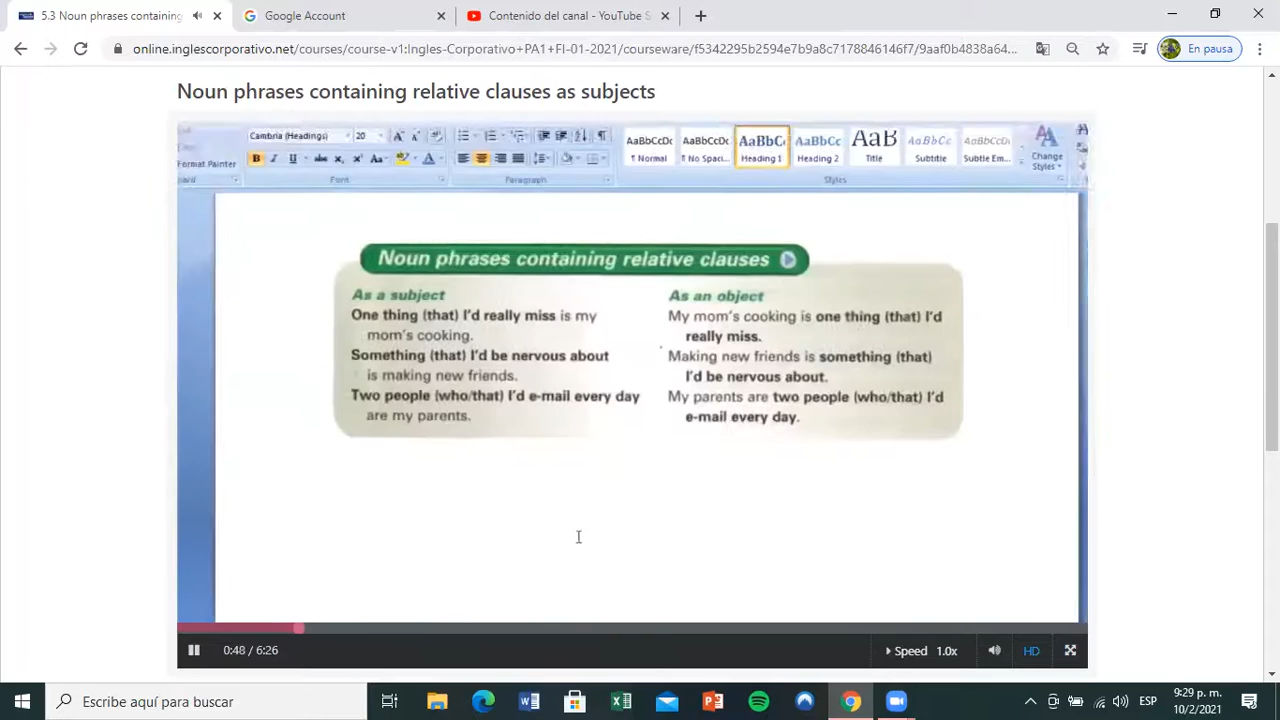 5.3 Noun phrases containing
Google Account
Contenido del canal - YouTube S
online.inglescorporativo.net/courses/course-v1:Ingles-Corporativo+PA1+FI-01-2021/courseware/f5342295b2594e7b9a8c7178846146f7/9aaf0b4838a64...
En pausa
Noun phrases containing relative clauses as subjects
Cambria (Headings) 20
AaBbCcDc AaBbCcDc AaBbC AaBbCc AaB AaBbCc AaBbCcDc
Format Painter
B I U abc x₂ x² Aa
¶ Normal ¶ No Spaci... Heading 1 Heading 2 Title Subtitle Subtle Em...
Change Styles
Font Paragraph Styles
Noun phrases containing relative clauses
As a subject
One thing (that) I'd really miss is my
mom's cooking.
Something (that) I'd be nervous about
is making new friends.
Two people (who/that) I'd e-mail every day
are my parents.
As an object
My mom's cooking is one thing (that) I'd
really miss.
Making new friends is something (that)
I'd be nervous about.
My parents are two people (who/that) I'd
e-mail every day.
0:48 / 6:26
Speed 1.0x
HD
Escribe aquí para buscar
ESP
9:29 p. m.
10/2/2021